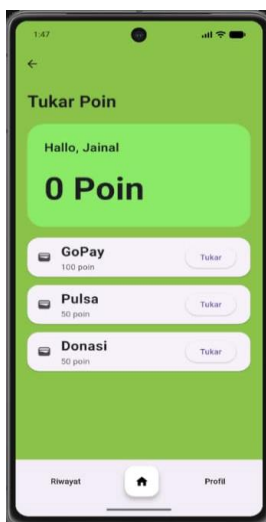 1:47
Tukar Poin
Hallo, Jainal
0 Poin
GoPay
100 poin
Tukar
Pulsa
50 poin
Tukar
Donasi
50 poin
Tukar
Riwayat
Profil